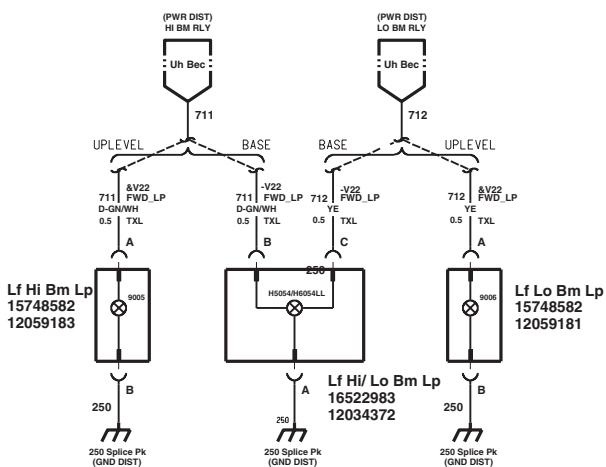 (PWR DIST)
HI BM RLY
(PWR DIST)
LO BM RLY
Uh Bec
Uh Bec
711
712
UPLEVEL
BASE
BASE
UPLEVEL
&V22
711 FWD_LP
D-GN/WH
0.5 TXL
-V22
711 FWD_LP
D-GN/WH
0.5 TXL
-V22
712 FWD_LP
YE
0.5 TXL
&V22
712 FWD_LP
YE
0.5 TXL
A
B
C
A
250
Lf Hi Bm Lp
15748582
12059183
9005
H5054/H6054LL
9006
Lf Lo Bm Lp
15748582
12059181
B
A
B
Lf Hi/ Lo Bm Lp
16522983
12034372
250
250
250
250 Splice Pk
(GND DIST)
250 Splice Pk
(GND DIST)
250 Splice Pk
(GND DIST)